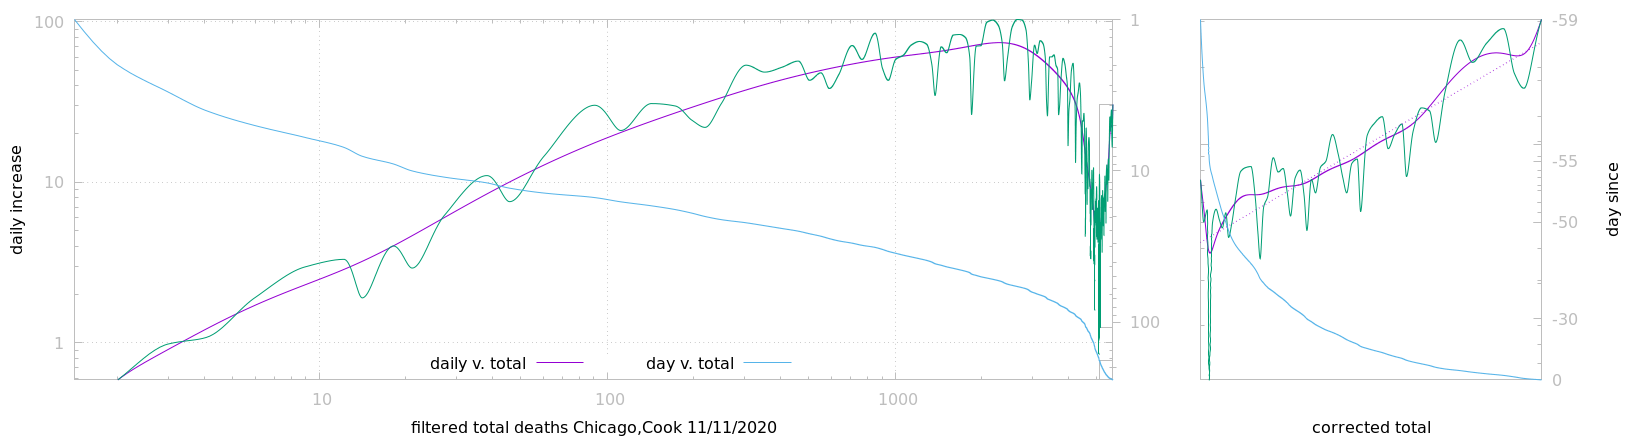 daily increase
100
10
1
10
100
1000
1
10
100
daily v. total
day v. total
filtered total deaths Chicago,Cook 11/11/2020
-59
-55
-50
-30
0
day since
corrected total